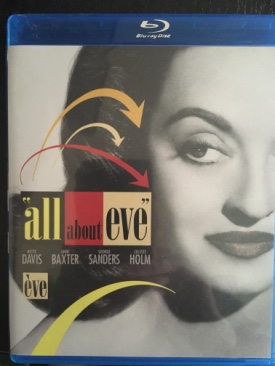 Blu-ray Disc
"all about eve"
BETTE ANNE GEORGE CELESTE
DAVIS BAXTER SANDERS HOLM
ève